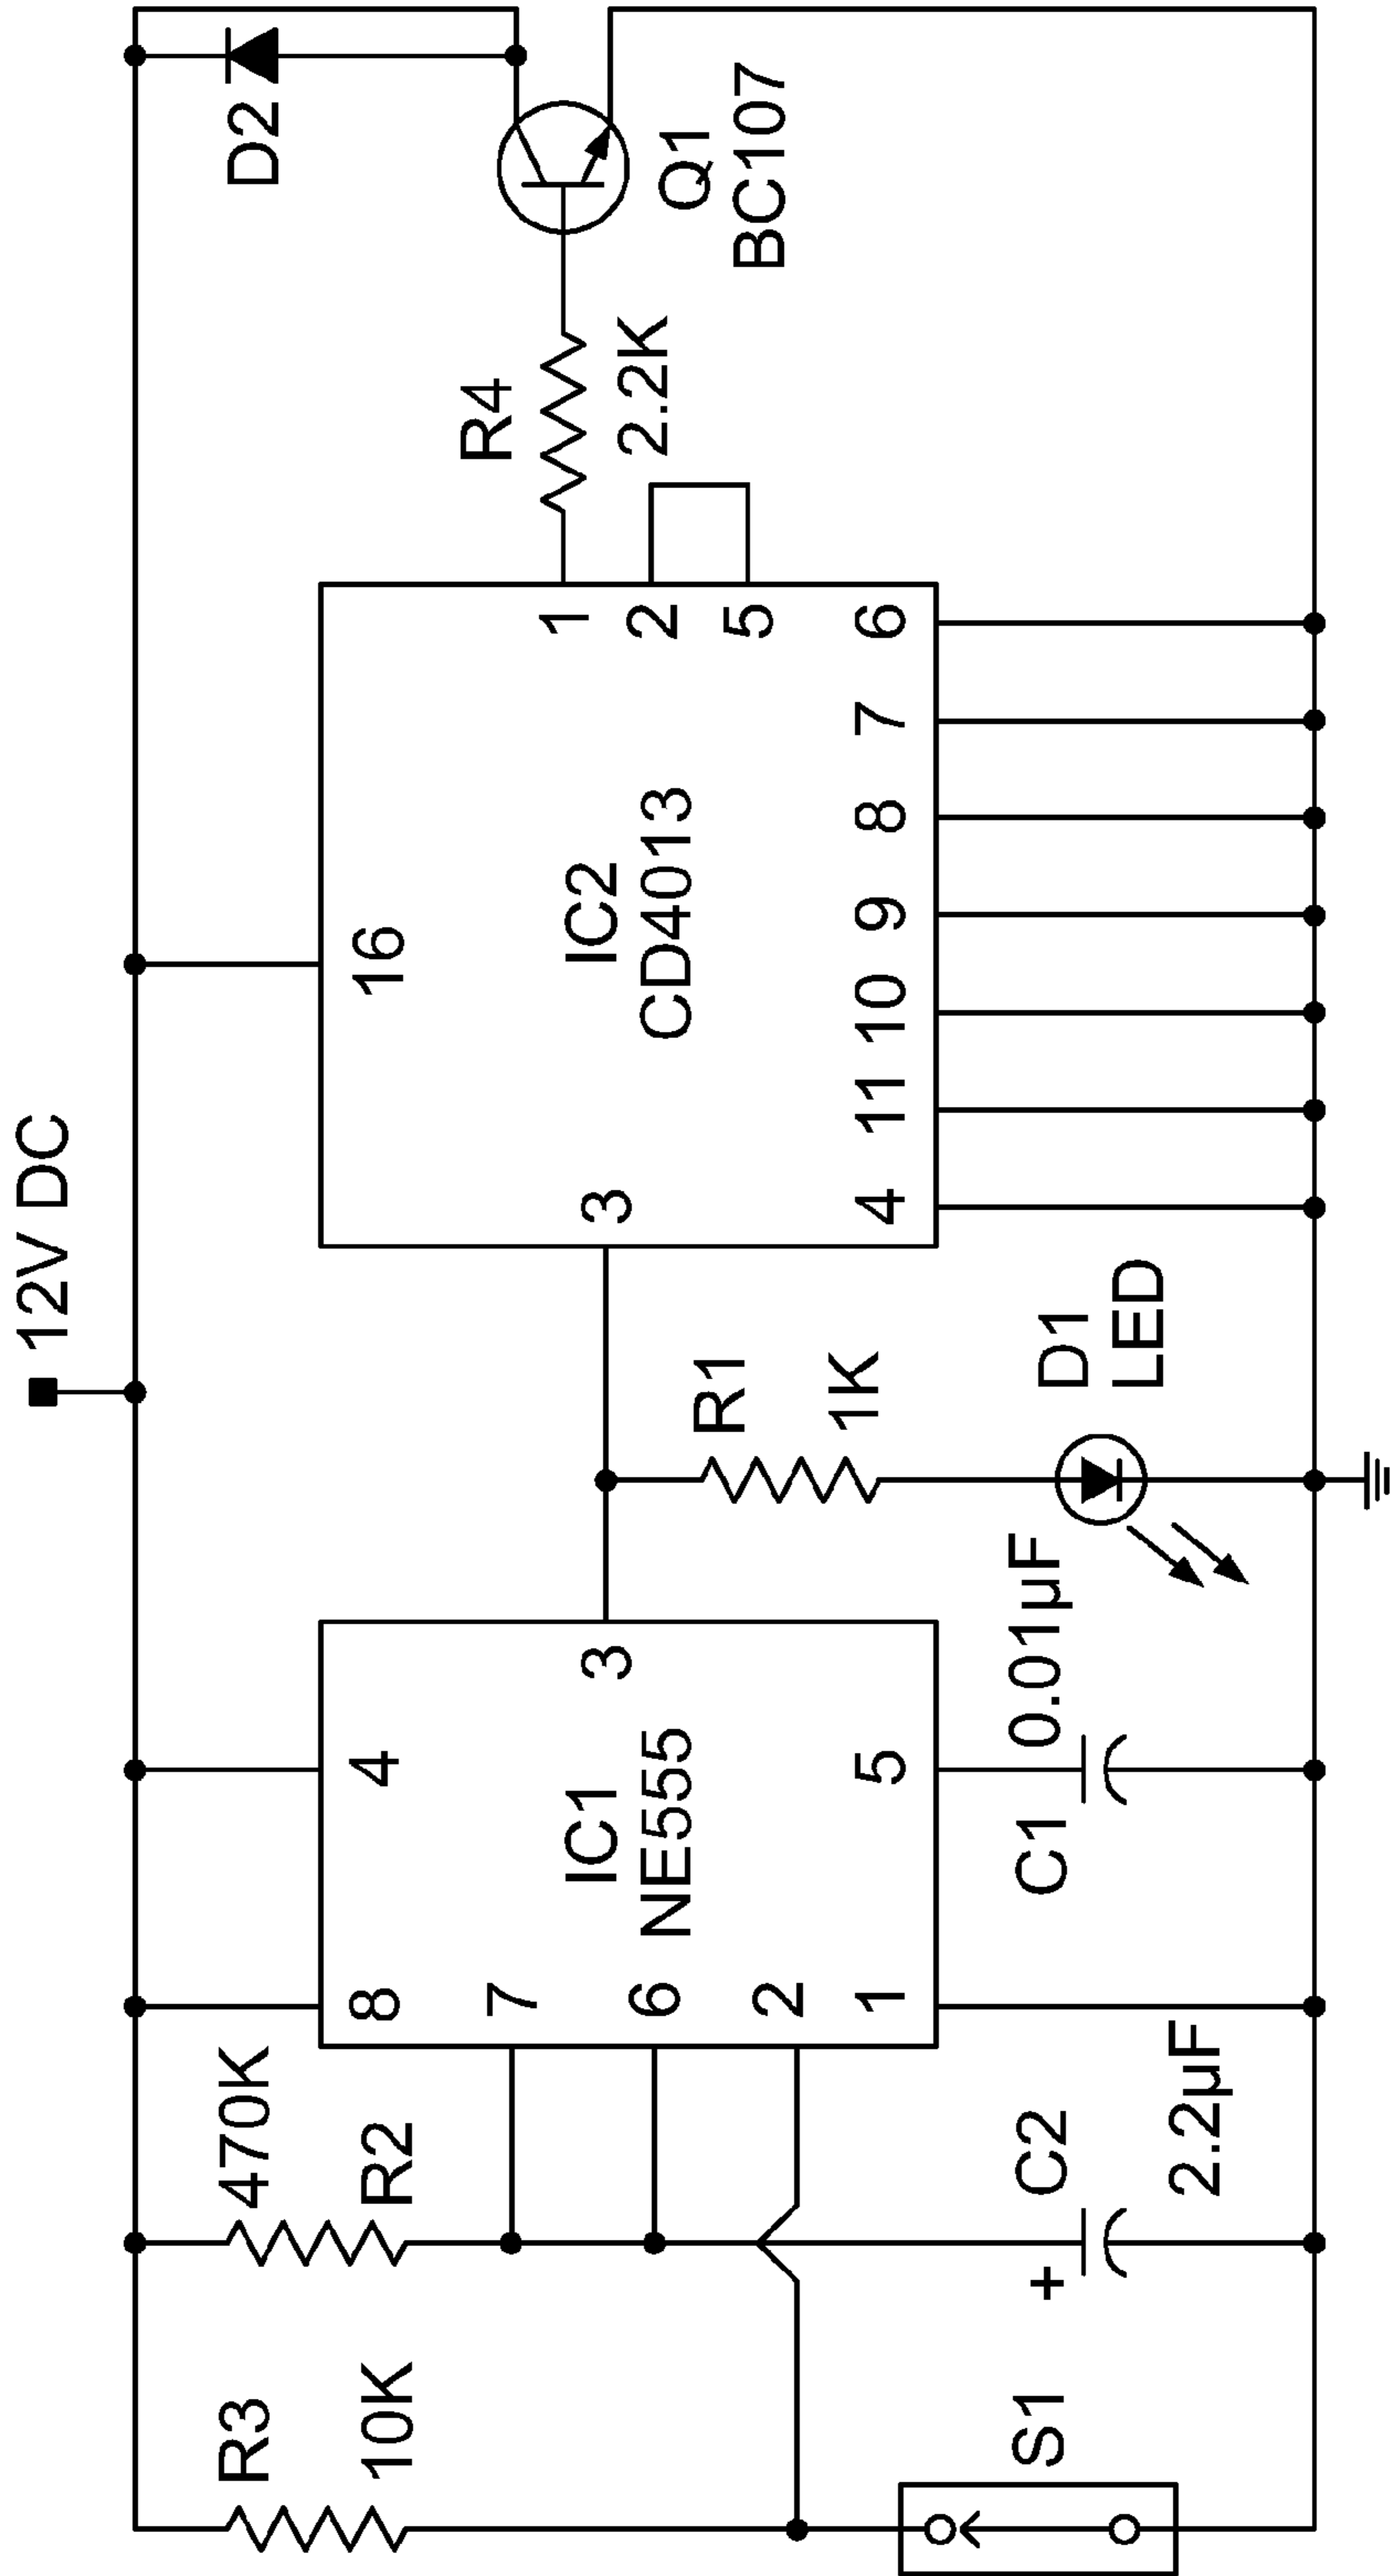 12V DC
R3
10K
470K
R2
8
4
7
6
2
1
5
3
IC1
NE555
S1
+
C2
2.2µF
C1
0.01µF
R1
1K
D1
LED
16
3
IC2
CD4013
1
2
5
4
11
10
9
8
7
6
R4
2.2K
D2
Q1
BC107